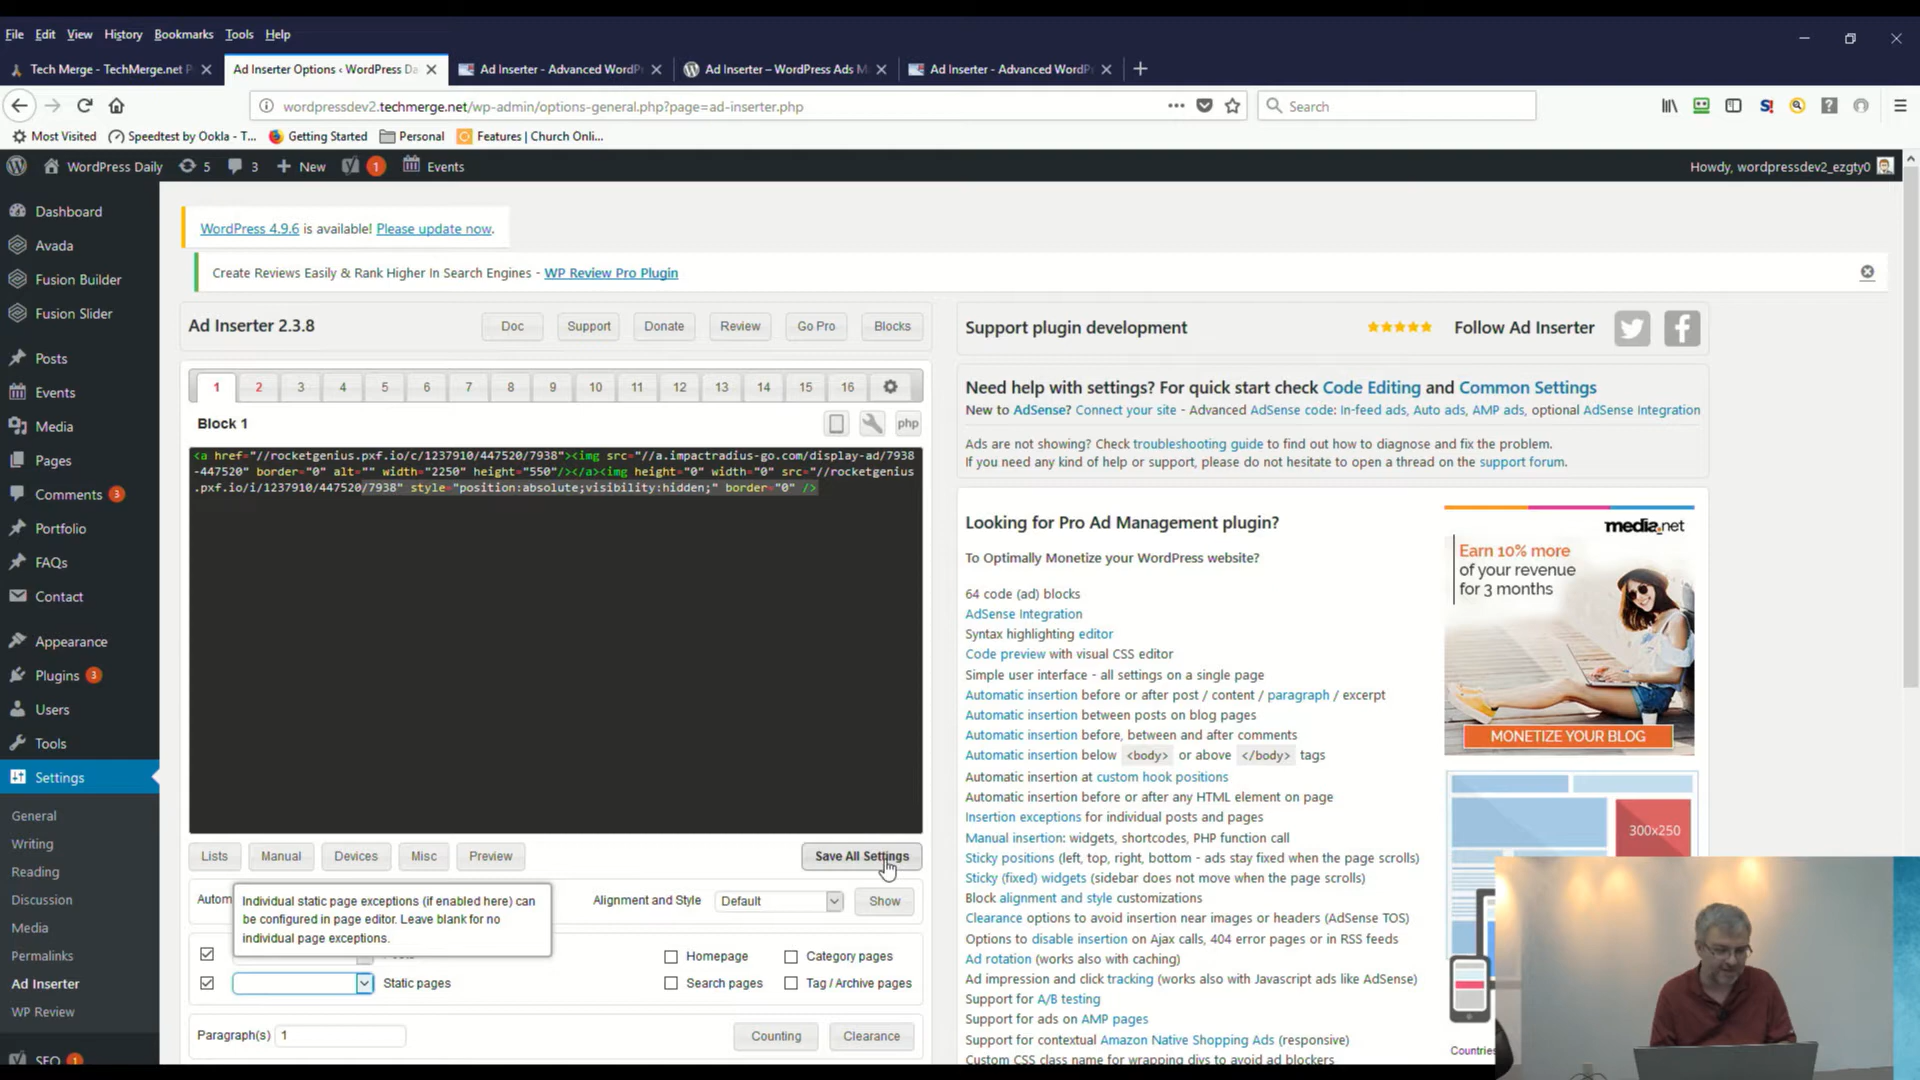 File Edit View History Bookmarks Tools Help
Tech Merge - TechMerge.net P
Ad Inserter Options ‹ WordPress Da
Ad Inserter - Advanced WordP
Ad Inserter – WordPress Ads M
Ad Inserter - Advanced WordP
wordpressdev2.techmerge.net/wp-admin/options-general.php?page=ad-inserter.php
Search
Most Visited
Speedtest by Ookla - T...
Getting Started
Personal
Features | Church Onli...
WordPress Daily
5
3
New
1
Events
Howdy, wordpressdev2_ezgty0
Dashboard
Avada
Fusion Builder
Fusion Slider
Posts
Events
Media
Pages
Comments 3
Portfolio
FAQs
Contact
Appearance
Plugins 3
Users
Tools
Settings
General
Writing
Reading
Discussion
Media
Permalinks
Ad Inserter
WP Review
SEO 1
WordPress 4.9.6 is available! Please update now.
Create Reviews Easily & Rank Higher In Search Engines - WP Review Pro Plugin
Ad Inserter 2.3.8
Doc Support Donate Review Go Pro Blocks
1 2 3 4 5 6 7 8 9 10 11 12 13 14 15 16
Block 1
php
<a href="//rocketgenius.pxf.io/c/1237910/447520/7938"><img src="//a.impactradius-go.com/display-ad/7938
-447520" border="0" alt="" width="2250" height="550"/></a><img height="0" width="0" src="//rocketgenius
.pxf.io/i/1237910/447520/7938" style="position:absolute;visibility:hidden;" border="0" />
Lists Manual Devices Misc Preview Save All Settings
Autom
Individual static page exceptions (if enabled here) can
be configured in page editor. Leave blank for no
individual page exceptions.
Alignment and Style Default Show
Homepage Category pages
Static pages Search pages Tag / Archive pages
Paragraph(s) 1 Counting Clearance
Support plugin development
Follow Ad Inserter
Need help with settings? For quick start check Code Editing and Common Settings
New to AdSense? Connect your site - Advanced AdSense code: In-feed ads, Auto ads, AMP ads, optional AdSense Integration
Ads are not showing? Check troubleshooting guide to find out how to diagnose and fix the problem.
If you need any kind of help or support, please do not hesitate to open a thread on the support forum.
Looking for Pro Ad Management plugin?
To Optimally Monetize your WordPress website?
64 code (ad) blocks
AdSense Integration
Syntax highlighting editor
Code preview with visual CSS editor
Simple user interface - all settings on a single page
Automatic insertion before or after post / content / paragraph / excerpt
Automatic insertion between posts on blog pages
Automatic insertion before, between and after comments
Automatic insertion below <body> or above </body> tags
Automatic insertion at custom hook positions
Automatic insertion before or after any HTML element on page
Insertion exceptions for individual posts and pages
Manual insertion: widgets, shortcodes, PHP function call
Sticky positions (left, top, right, bottom - ads stay fixed when the page scrolls)
Sticky (fixed) widgets (sidebar does not move when the page scrolls)
Block alignment and style customizations
Clearance options to avoid insertion near images or headers (AdSense TOS)
Options to disable insertion on Ajax calls, 404 error pages or in RSS feeds
Ad rotation (works also with caching)
Ad impression and click tracking (works also with Javascript ads like AdSense)
Support for A/B testing
Support for ads on AMP pages
Support for contextual Amazon Native Shopping Ads (responsive)
Custom CSS class name for wrapping divs to avoid ad blockers
media.net
Earn 10% more
of your revenue
for 3 months
MONETIZE YOUR BLOG
300x250
Countries